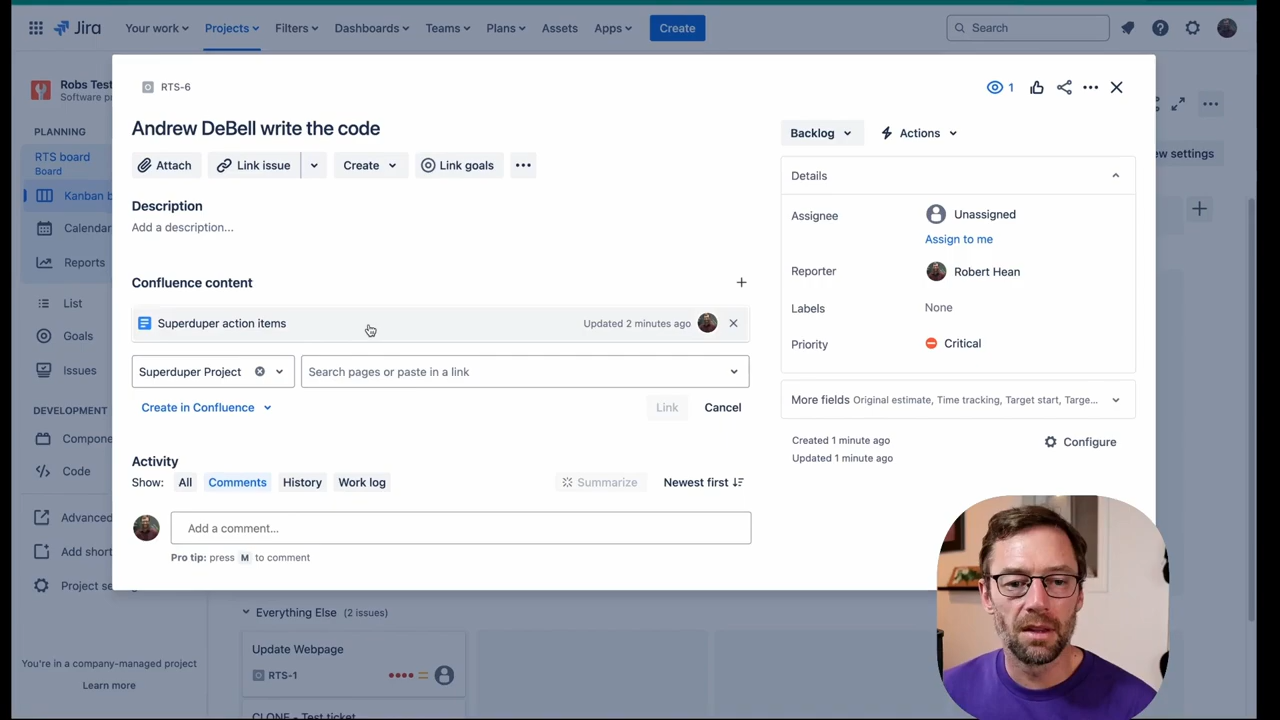 Jira
Your work
Projects
Filters
Dashboards
Teams
Plans
Assets
Apps
Create
Search
Robs Test
Software
PLANNING
RTS board
Board
Kanban b
Calendar
Reports
List
Goals
Issues
DEVELOPMENT
Compone
Code
Advanced
Add short
Project se
You're in a company-managed project
Learn more
RTS-6
1
Andrew DeBell write the code
Attach
Link issue
Create
Link goals
Description
Add a description...
Confluence content
Superduper action items
Updated 2 minutes ago
Superduper Project
Search pages or paste in a link
Create in Confluence
Link
Cancel
Activity
Show:
All
Comments
History
Work log
Summarize
Newest first
Add a comment…
Pro tip: press M to comment
Backlog
Actions
Details
Assignee
Unassigned
Assign to me
Reporter
Robert Hean
Labels
None
Priority
Critical
More fields Original estimate, Time tracking, Target start, Targe...
Created 1 minute ago
Updated 1 minute ago
Configure
ew settings
Everything Else (2 issues)
Update Webpage
RTS-1
CLONE - Test ticket